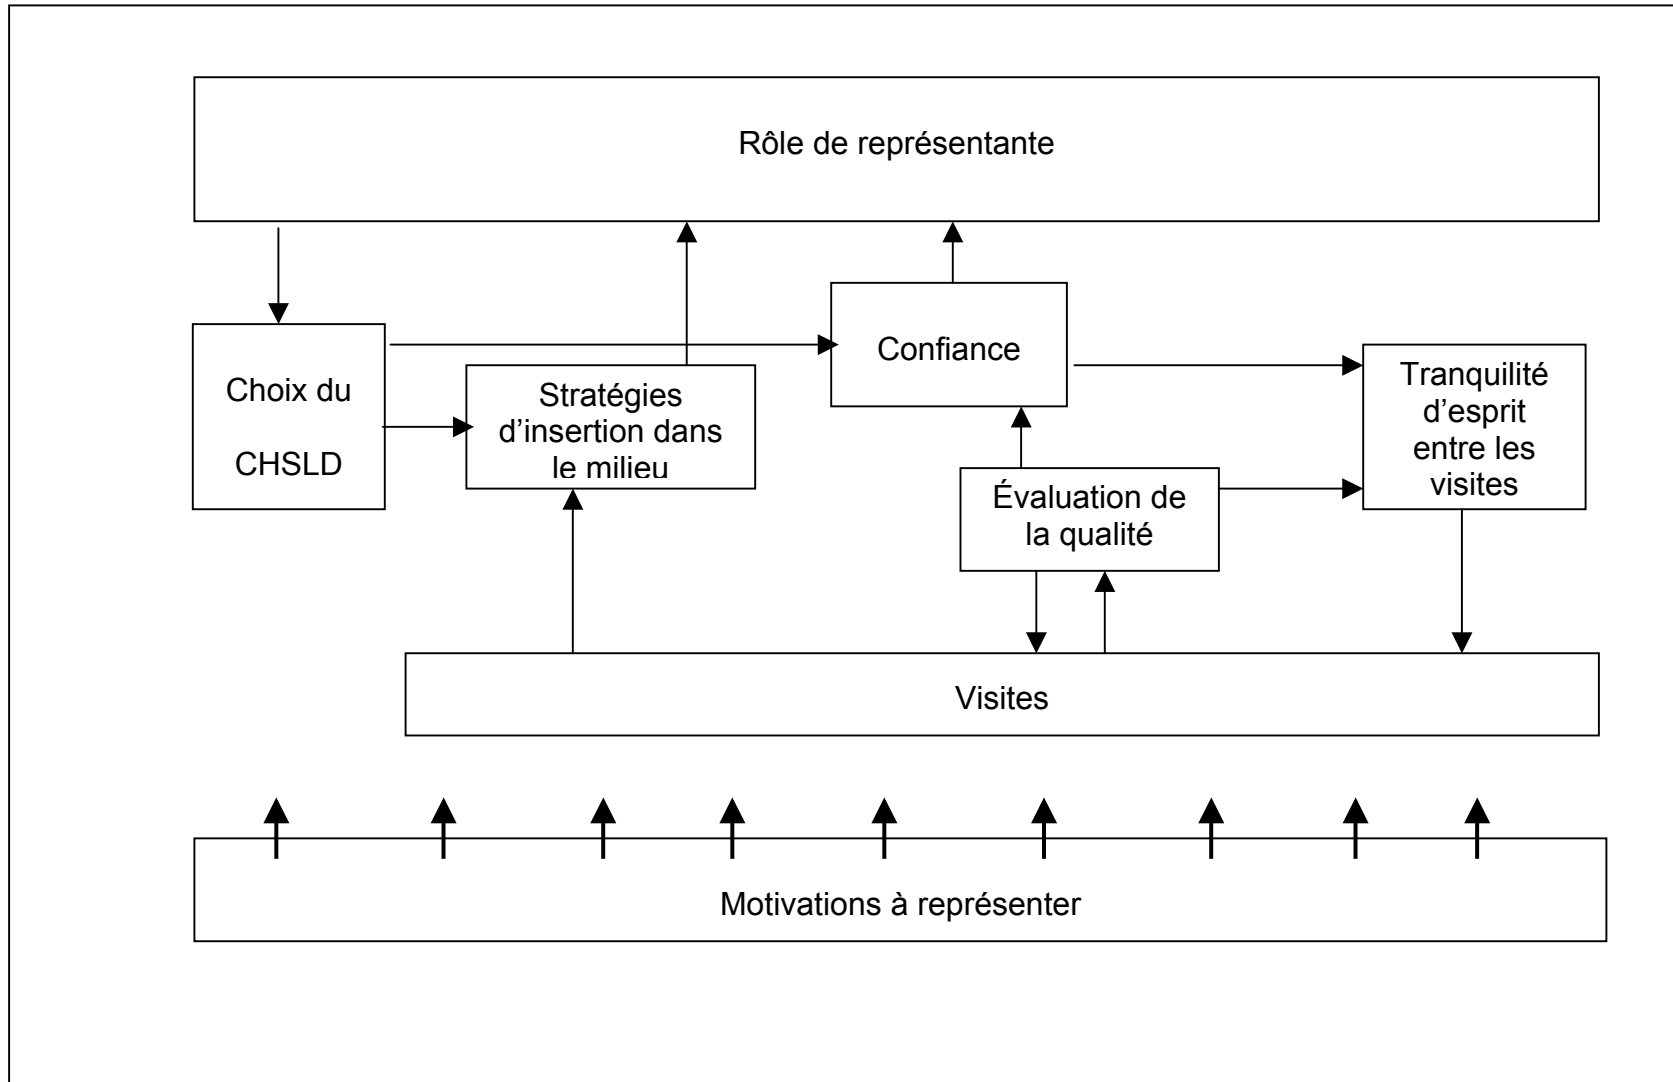 Rôle de représentante
Confiance
Choix du
CHSLD
Stratégies
d’insertion dans
le milieu
Tranquilité
d’esprit
entre les
visites
Évaluation de
la qualité
Visites
Motivations à représenter